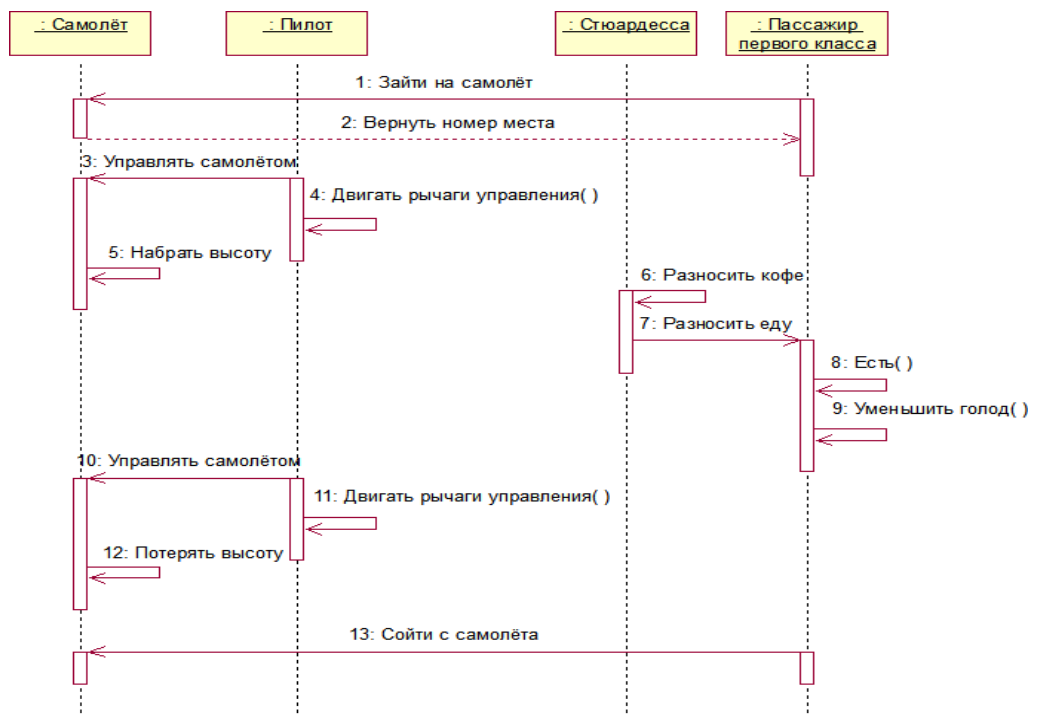 : Самолёт
: Пилот
: Стюардесса
: Пассажир
первого класса
1: Зайти на самолёт
2: Вернуть номер места
3: Управлять самолётом
4: Двигать рычаги управления( )
5: Набрать высоту
6: Разносить кофе
7: Разносить еду
8: Есть( )
9: Уменьшить голод( )
10: Управлять самолётом
11: Двигать рычаги управления( )
12: Потерять высоту
13: Сойти с самолёта